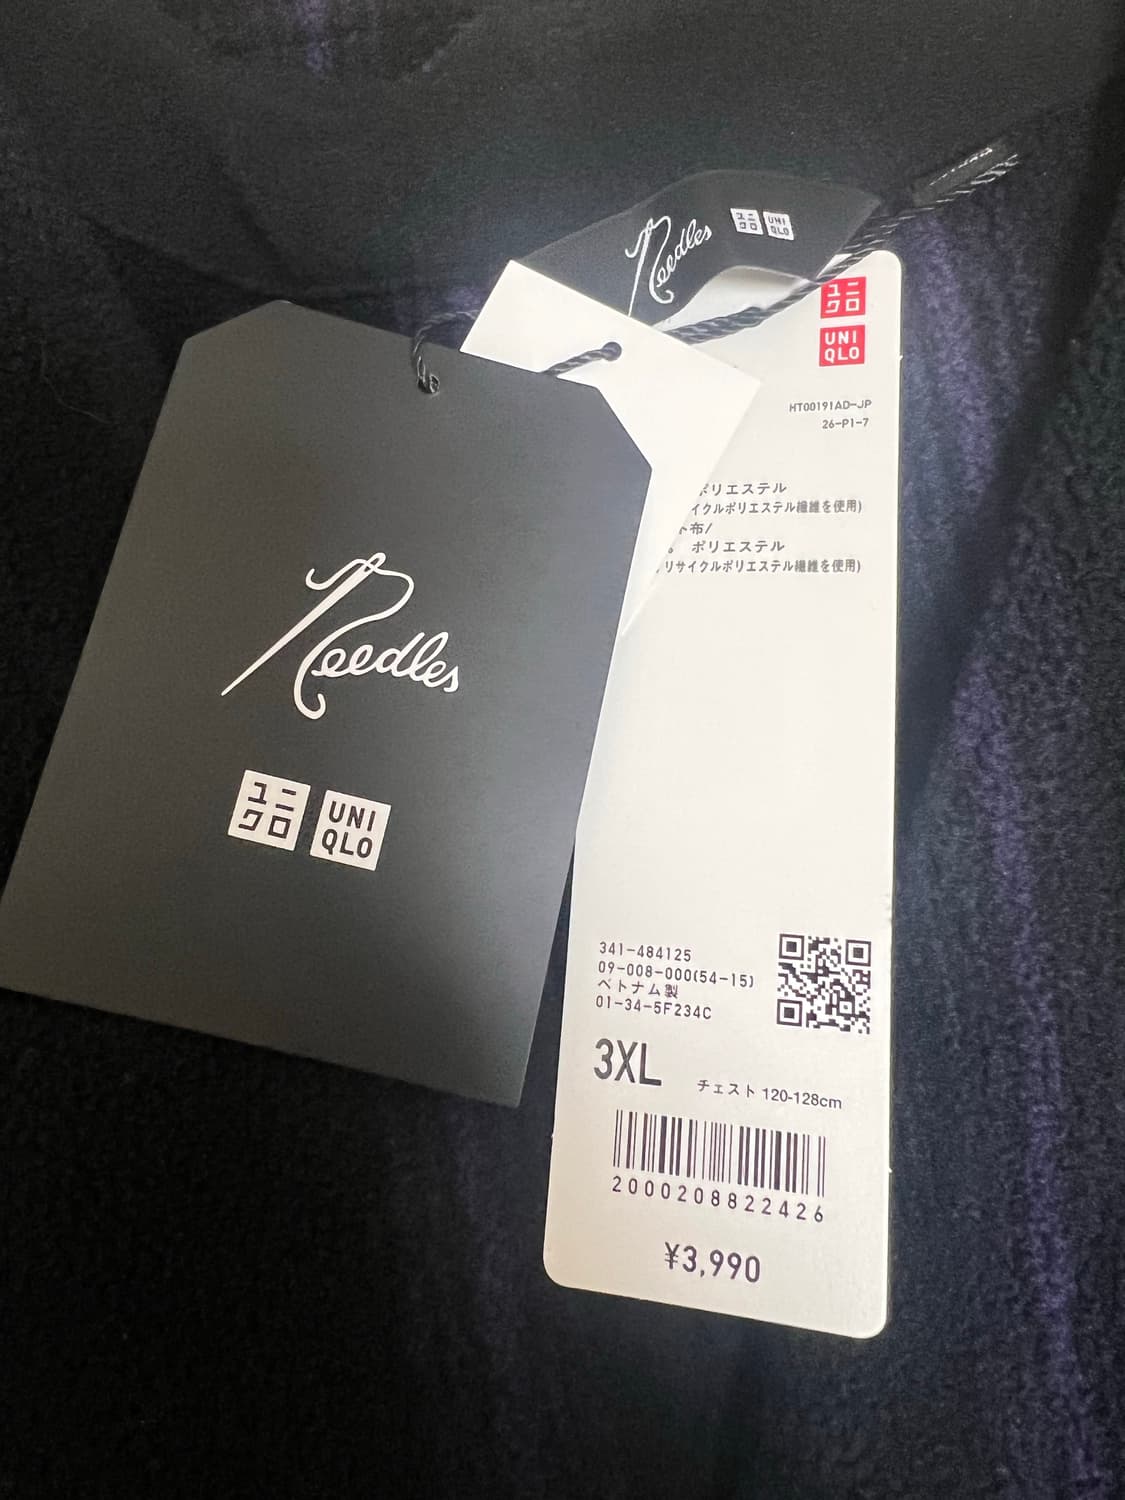 Needles
ユニクロ
UNIQLO
Needles
ユニクロ
UNIQLO
ユニクロ
UNIQLO
HT00191AD-JP
26-P1-7
ポリエステル
イクルポリエステル繊維を使用)
ト布/
% ポリエステル
リサイクルポリエステル繊維を使用)
341-484125
09-008-000(54-15)
ベトナム製
01-34-5F234C
3XL
チェスト 120-128cm
2000208822426
¥3,990